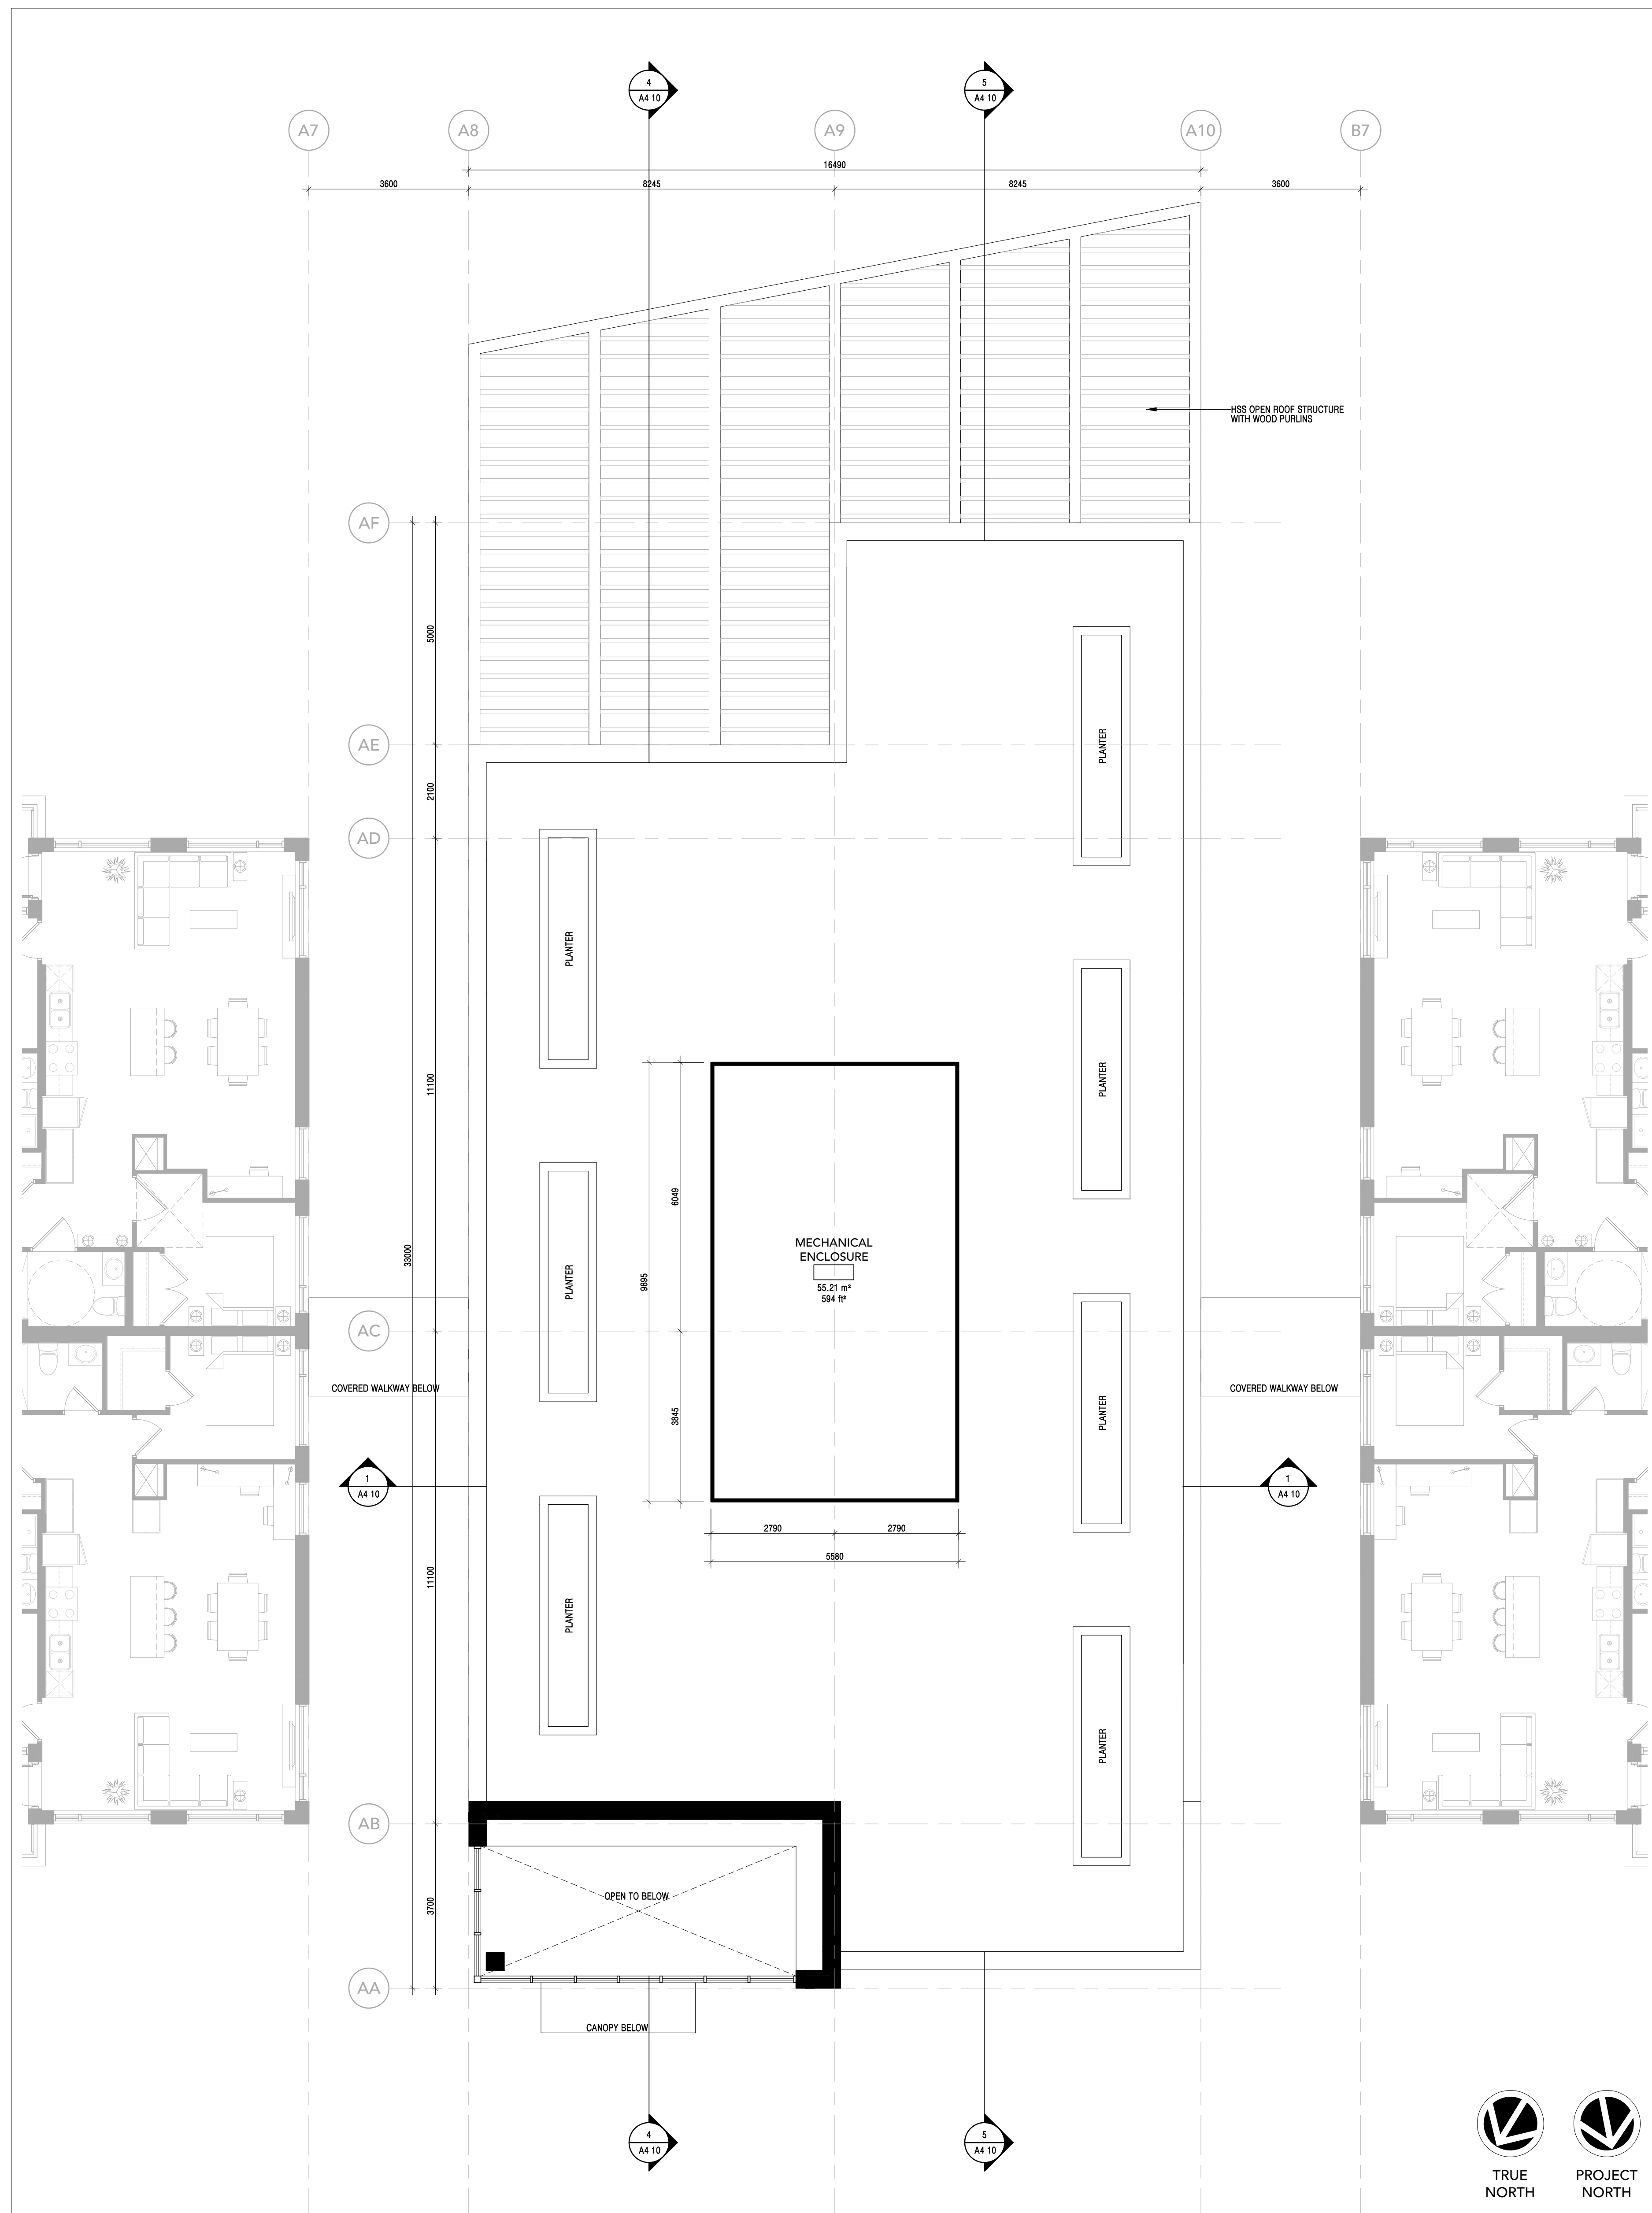 4
A4 10
5
A4 10
A7
A8
A9
A10
B7
16490
3600
8245
8245
3600
HSS OPEN ROOF STRUCTURE
WITH WOOD PURLINS
AF
5000
PLANTER
AE
2100
AD
PLANTER
11100
PLANTER
6049
33000
9895
MECHANICAL
ENCLOSURE
55.21 m²
594 ft²
PLANTER
AC
COVERED WALKWAY BELOW
3845
PLANTER
COVERED WALKWAY BELOW
1
A4 10
1
A4 10
2790
2790
5580
11100
PLANTER
PLANTER
AB
OPEN TO BELOW
3700
AA
CANOPY BELOW
4
A4 10
5
A4 10
TRUE
NORTH
PROJECT
NORTH